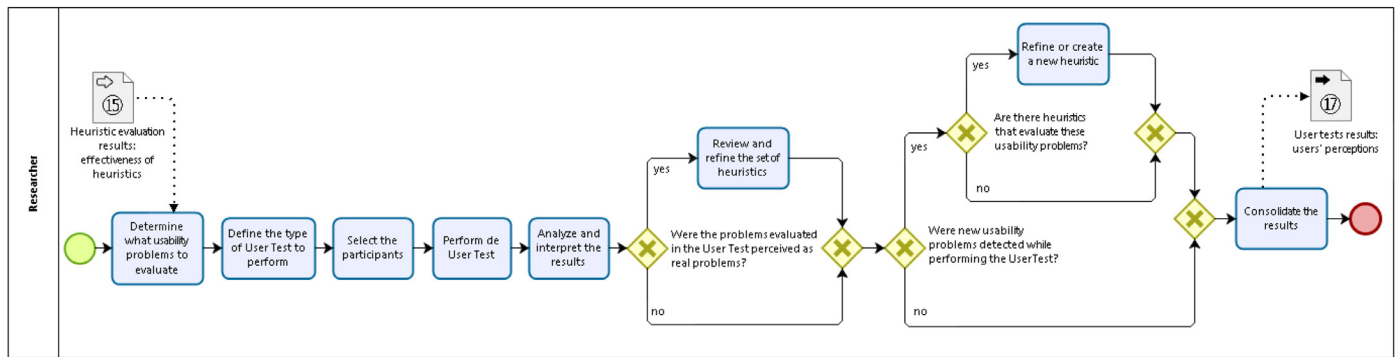 Researcher
15
Heuristic evaluation
results:
effectiveness of
heuristics
Determine
what usability
problems to
evaluate
Define the type
of User Test to
perform
Select the
participants
Perform de
User Test
Analyze and
interpret the
results
yes
Review and
refine the set of
heuristics
Were the problems evaluated
in the User Test perceived as
real problems?
no
yes
Were new usability
problems detected while
performing the User Test?
no
yes
Refine or create
a new heuristic
Are there heuristics
that evaluate these
usability problems?
no
Consolidate the
results
17
User tests results:
users' perceptions